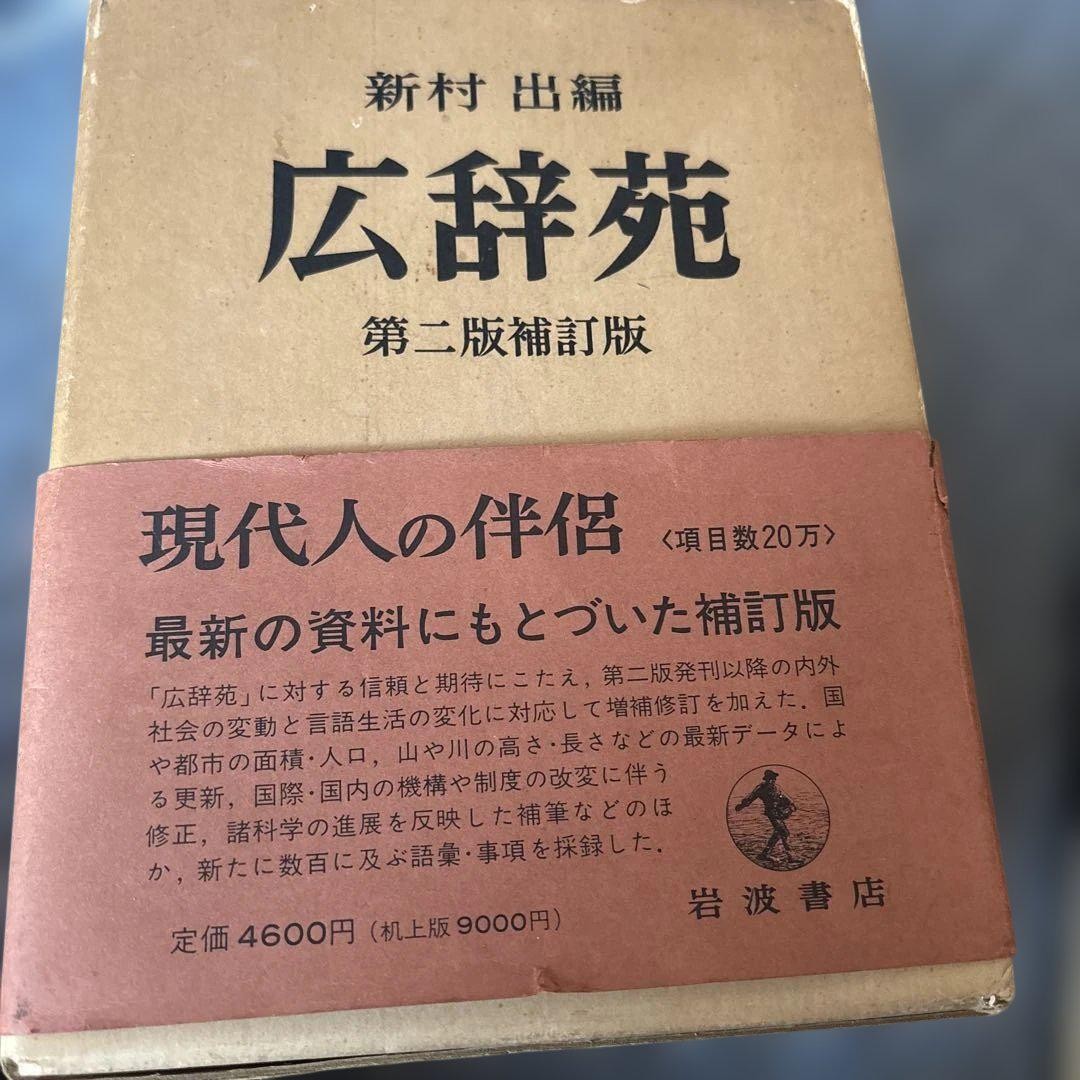 新村 出編
広辞苑
第二版補訂版
現代人の伴侶 〈項目数20万〉
最新の資料にもとづいた補訂版
「広辞苑」に対する信頼と期待にこたえ，第二版発刊以降の内外
社会の変動と言語生活の変化に対応して増補修訂を加えた．国
や都市の面積·人口，山や川の高さ·長さなどの最新データによ
る更新，国際·国内の機構や制度の改変に伴う
修正，諸科学の進展を反映した補筆などのほ
か，新たに数百に及ぶ語彙·事項を採録した．
岩波書店
定価4600円（机上版9000円）